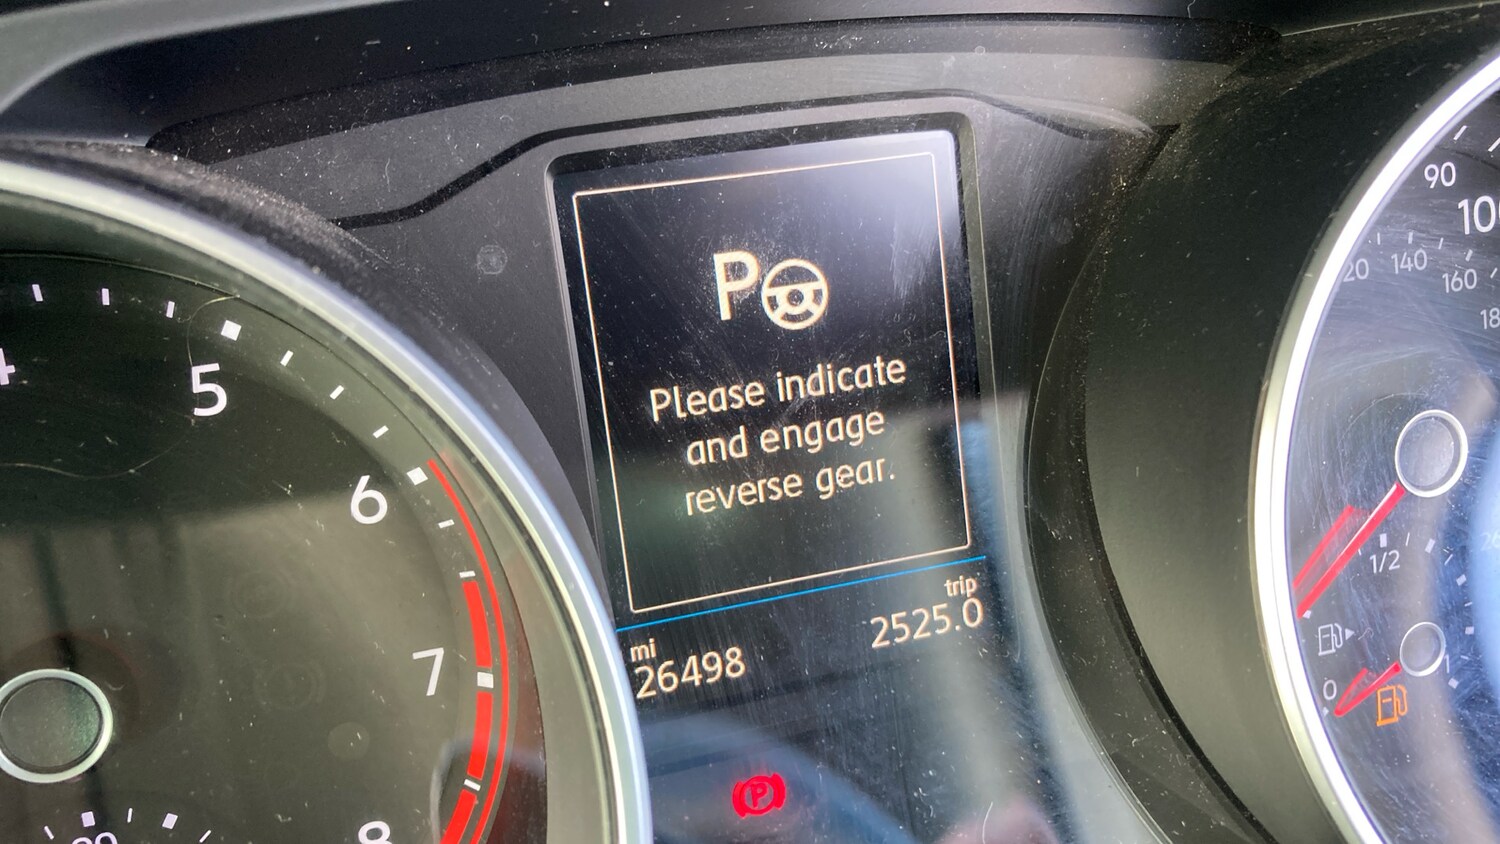 P
Please indicate
and engage
reverse gear.
mi
26498
trip
2525.0
P
5
6
7
8
90
100
140
160
1/2
0